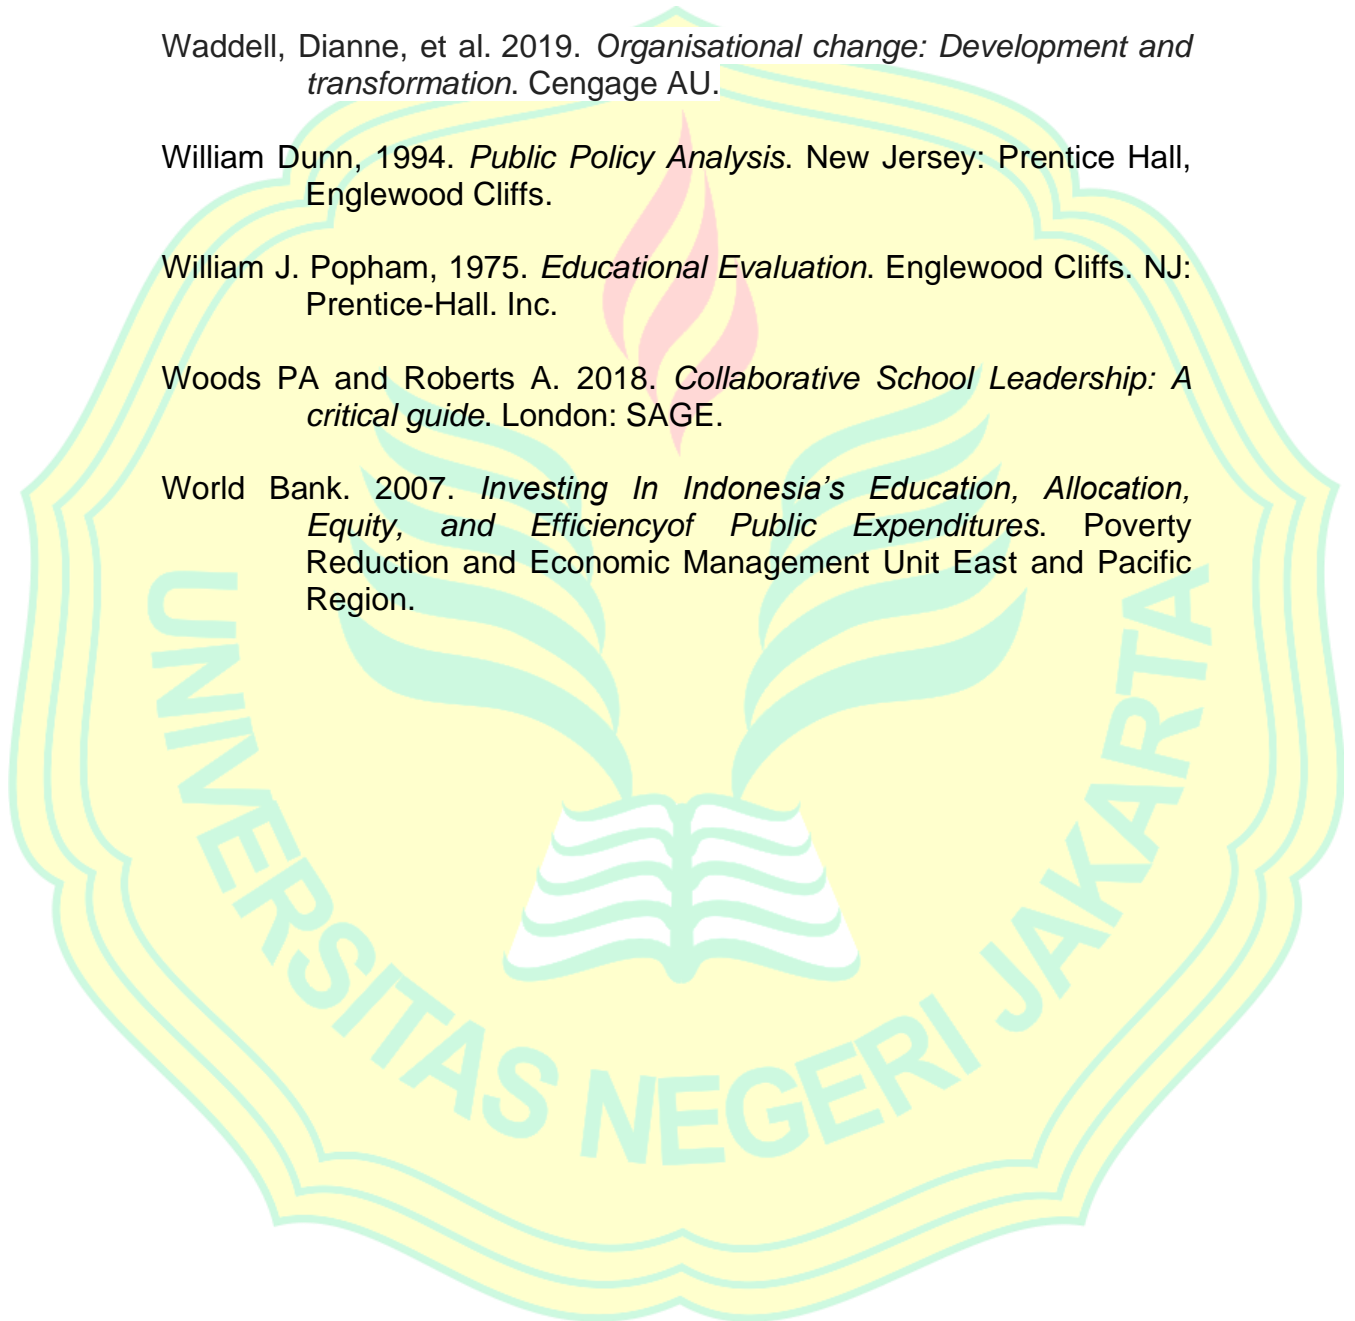 Waddell, Dianne, et al. 2019. Organisational change: Development and
transformation. Cengage AU.
William Dunn, 1994. Public Policy Analysis. New Jersey: Prentice Hall,
Englewood Cliffs.
William J. Popham, 1975. Educational Evaluation. Englewood Cliffs. NJ:
Prentice-Hall. Inc.
Woods PA and Roberts A. 2018. Collaborative School Leadership: A
critical guide. London: SAGE.
World Bank. 2007. Investing In Indonesia’s Education, Allocation,
Equity, and Efficiencyof Public Expenditures. Poverty
Reduction and Economic Management Unit East and Pacific
Region.
UNIVERSITAS NEGERI JAKARTA